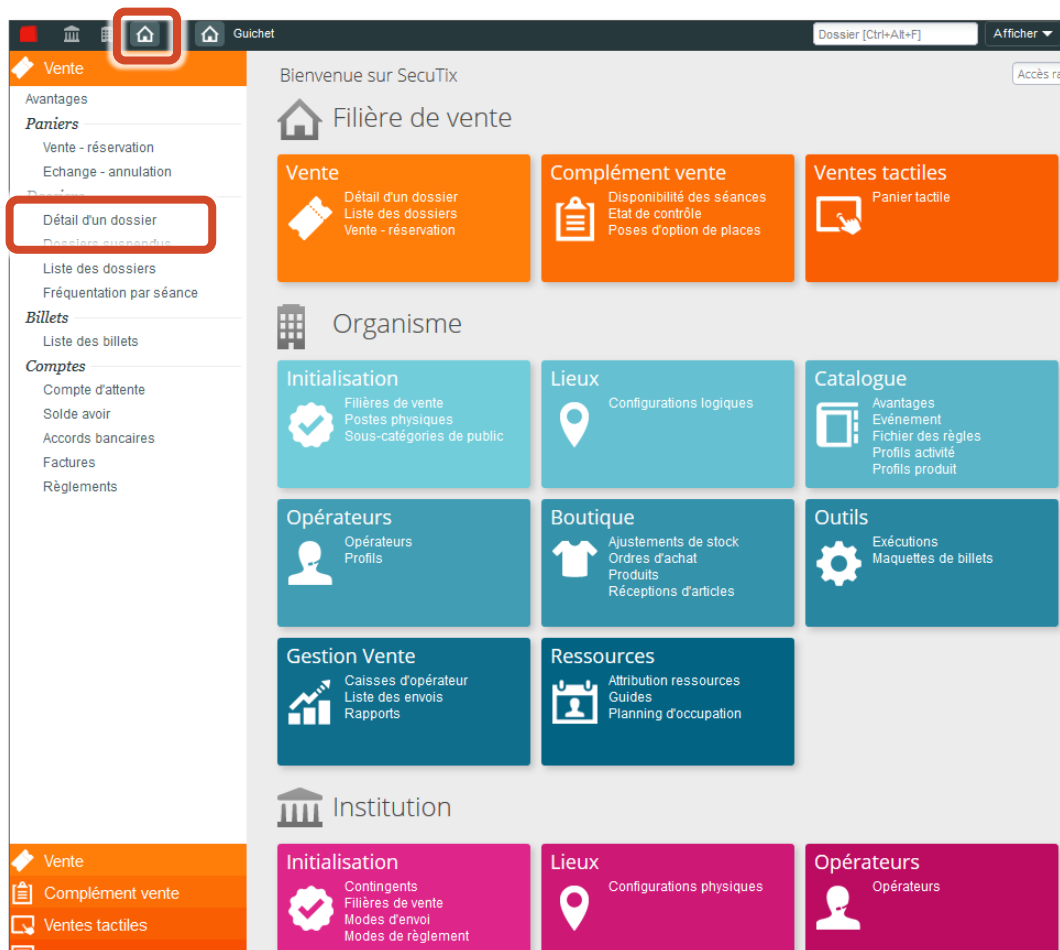 Guichet
Dossier [Ctrl+Alt+F]
Afficher
Vente
Avantages
Paniers
Vente - réservation
Echange - annulation
Dossiers
Détail d'un dossier
Dossiers suspendus
Liste des dossiers
Fréquentation par séance
Billets
Liste des billets
Comptes
Compte d'attente
Solde avoir
Accords bancaires
Factures
Règlements
Vente
Complément vente
Ventes tactiles
Bienvenue sur SecuTix
Accès ra
Filière de vente
Vente
Détail d'un dossier
Liste des dossiers
Vente - réservation
Complément vente
Disponibilité des séances
Etat de contrôle
Poses d'option de places
Ventes tactiles
Panier tactile
Organisme
Initialisation
Filières de vente
Postes physiques
Sous-catégories de public
Lieux
Configurations logiques
Catalogue
Avantages
Evénement
Fichier des règles
Profils activité
Profils produit
Opérateurs
Opérateurs
Profils
Boutique
Ajustements de stock
Ordres d'achat
Produits
Réceptions d'articles
Outils
Exécutions
Maquettes de billets
Gestion Vente
Caisses d'opérateur
Liste des envois
Rapports
Ressources
Attribution ressources
Guides
Planning d'occupation
Institution
Initialisation
Contingents
Filières de vente
Modes d'envoi
Modes de règlement
Lieux
Configurations physiques
Opérateurs
Opérateurs